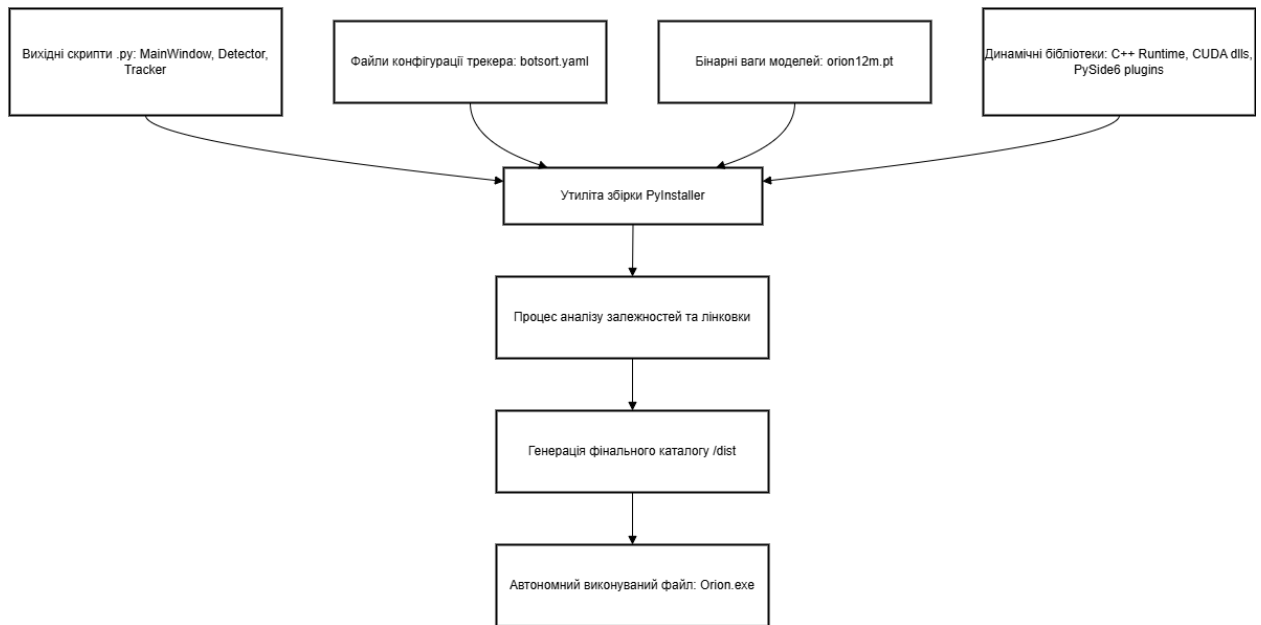 Вихідні скрипти .py: MainWindow, Detector,
Tracker
Файли конфігурації трекера: botsort.yaml
Бінарні ваги моделей: orion12m.pt
Динамічні бібліотеки: C++ Runtime, CUDA dlls,
PySide6 plugins
Утиліта збірки PyInstaller
Процес аналізу залежностей та лінковки
Генерація фінального каталогу /dist
Автономний виконуваний файл: Orion.exe